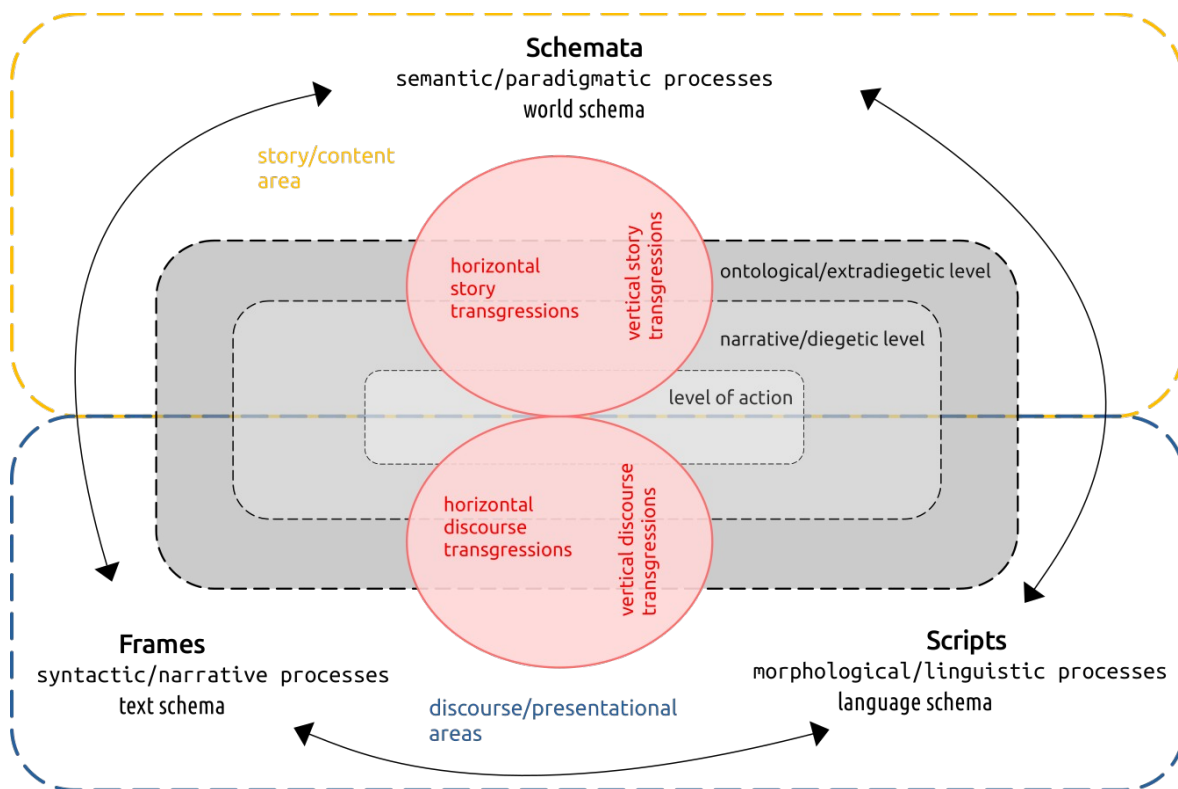 Schemata
semantic/paradigmatic processes
world schema
story/content
area
horizontal
story
transgressions
vertical story
transgressions
ontological/extradiegetic level
narrative/diegetic level
level of action
horizontal
discourse
transgressions
vertical discourse
transgressions
Frames
syntactic/narrative processes
text schema
Scripts
morphological/linguistic processes
language schema
discourse/presentational
areas